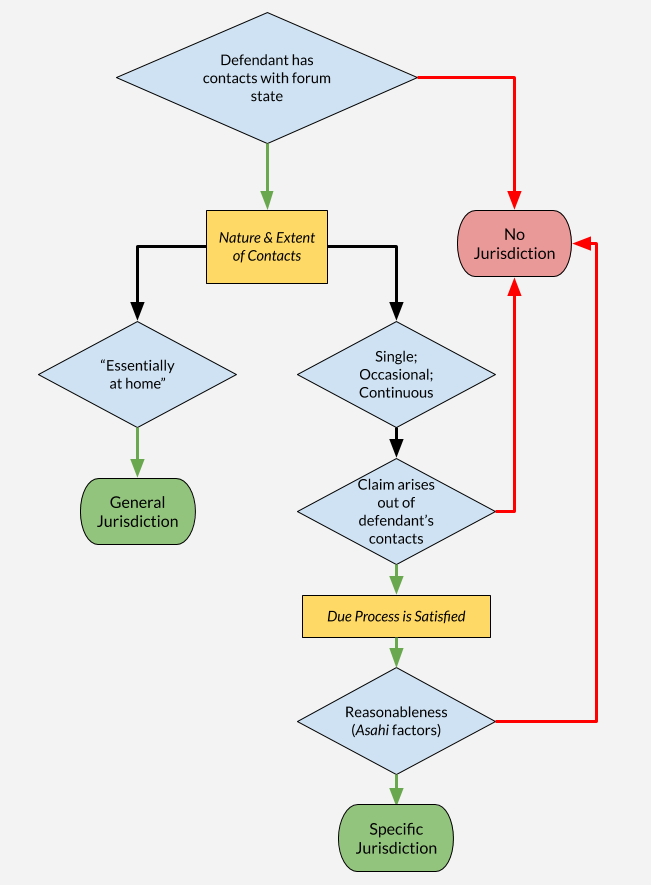 Defendant has
contacts with forum
state
Nature & Extent
of Contacts
No
Jurisdiction
“Essentially
at home”
Single;
Occasional;
Continuous
General
Jurisdiction
Claim arises
out of
defendant’s
contacts
Due Process is Satisfied
Reasonableness
(Asahi factors)
Specific
Jurisdiction